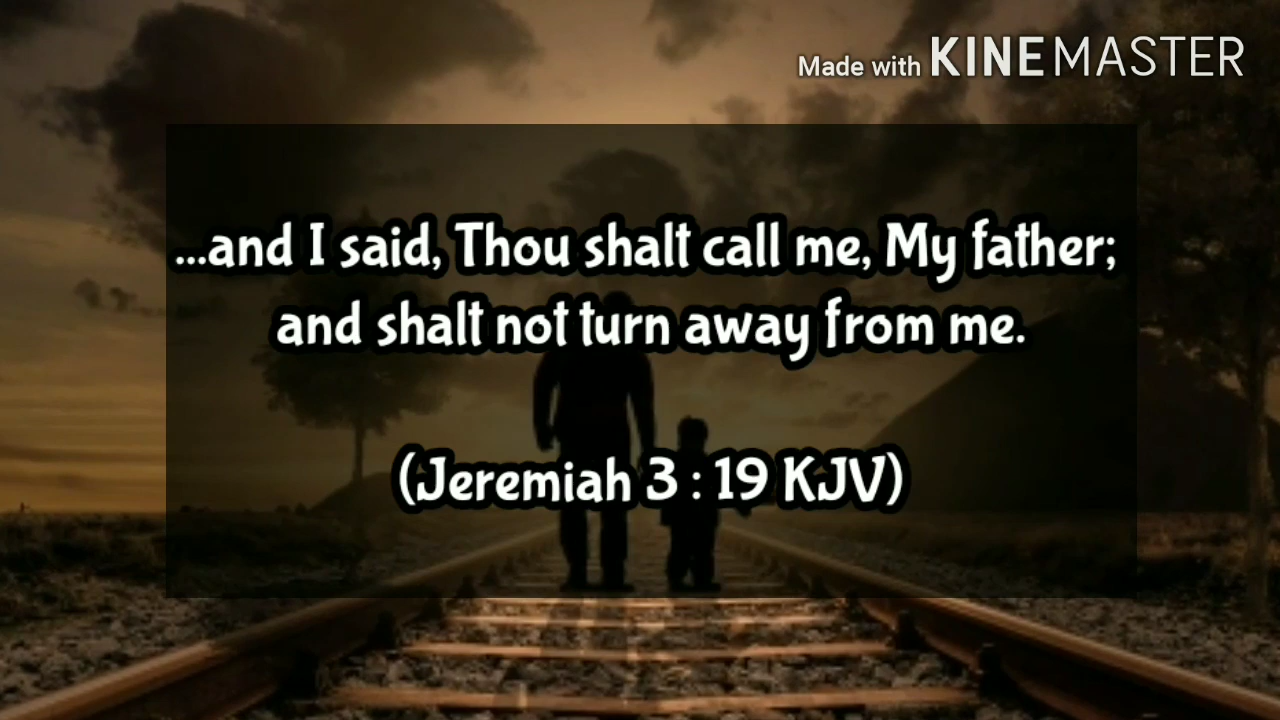 Made with KINEMASTER
...and I said, Thou shalt call me, My father;
and shalt not turn away from me.
(Jeremiah 3 : 19 KJV)